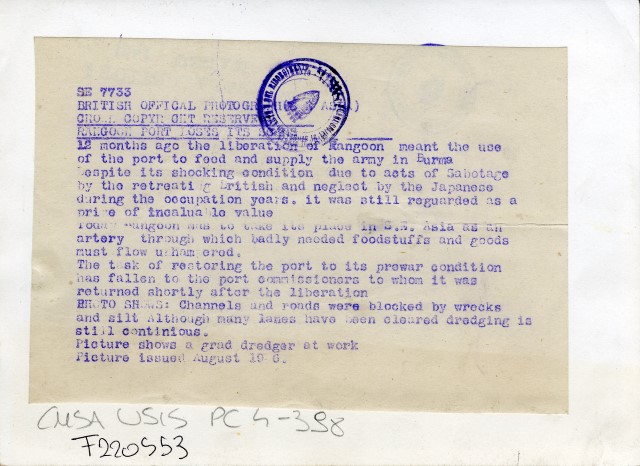 SE 7733
BRITISH OFFICAL PHOTOGR ASIA)
COPYRIGHT RESERVE
RANGOON PORT LOSES ITS
12 months ago the liberation of Rangoon meant the use
of the port to feed and supply the army in Burma
Despite its shocking condition due to acts of Sabotage
by the retreating British and neglect by the Japanese
during the occupation years. it was still reguarded as a
prize of incaluable value
Today Rangoon was to take its place in S.E. Asia as an
artery through which badly needed foodstuffs and goods
must flow unhampered.
The task of restoring the port to its prewar condition
has fallen to the port commissioners to whom it was
returned shortly after the liberation
PHOTO SHOWS: Channels and roads were blocked by wrecks
and silt although many lanes have been cleared dredging is
still continious.
Picture shows a grad dredger at work
Picture issued August 19 6.
CMSA USIS PC 4-398
F220553